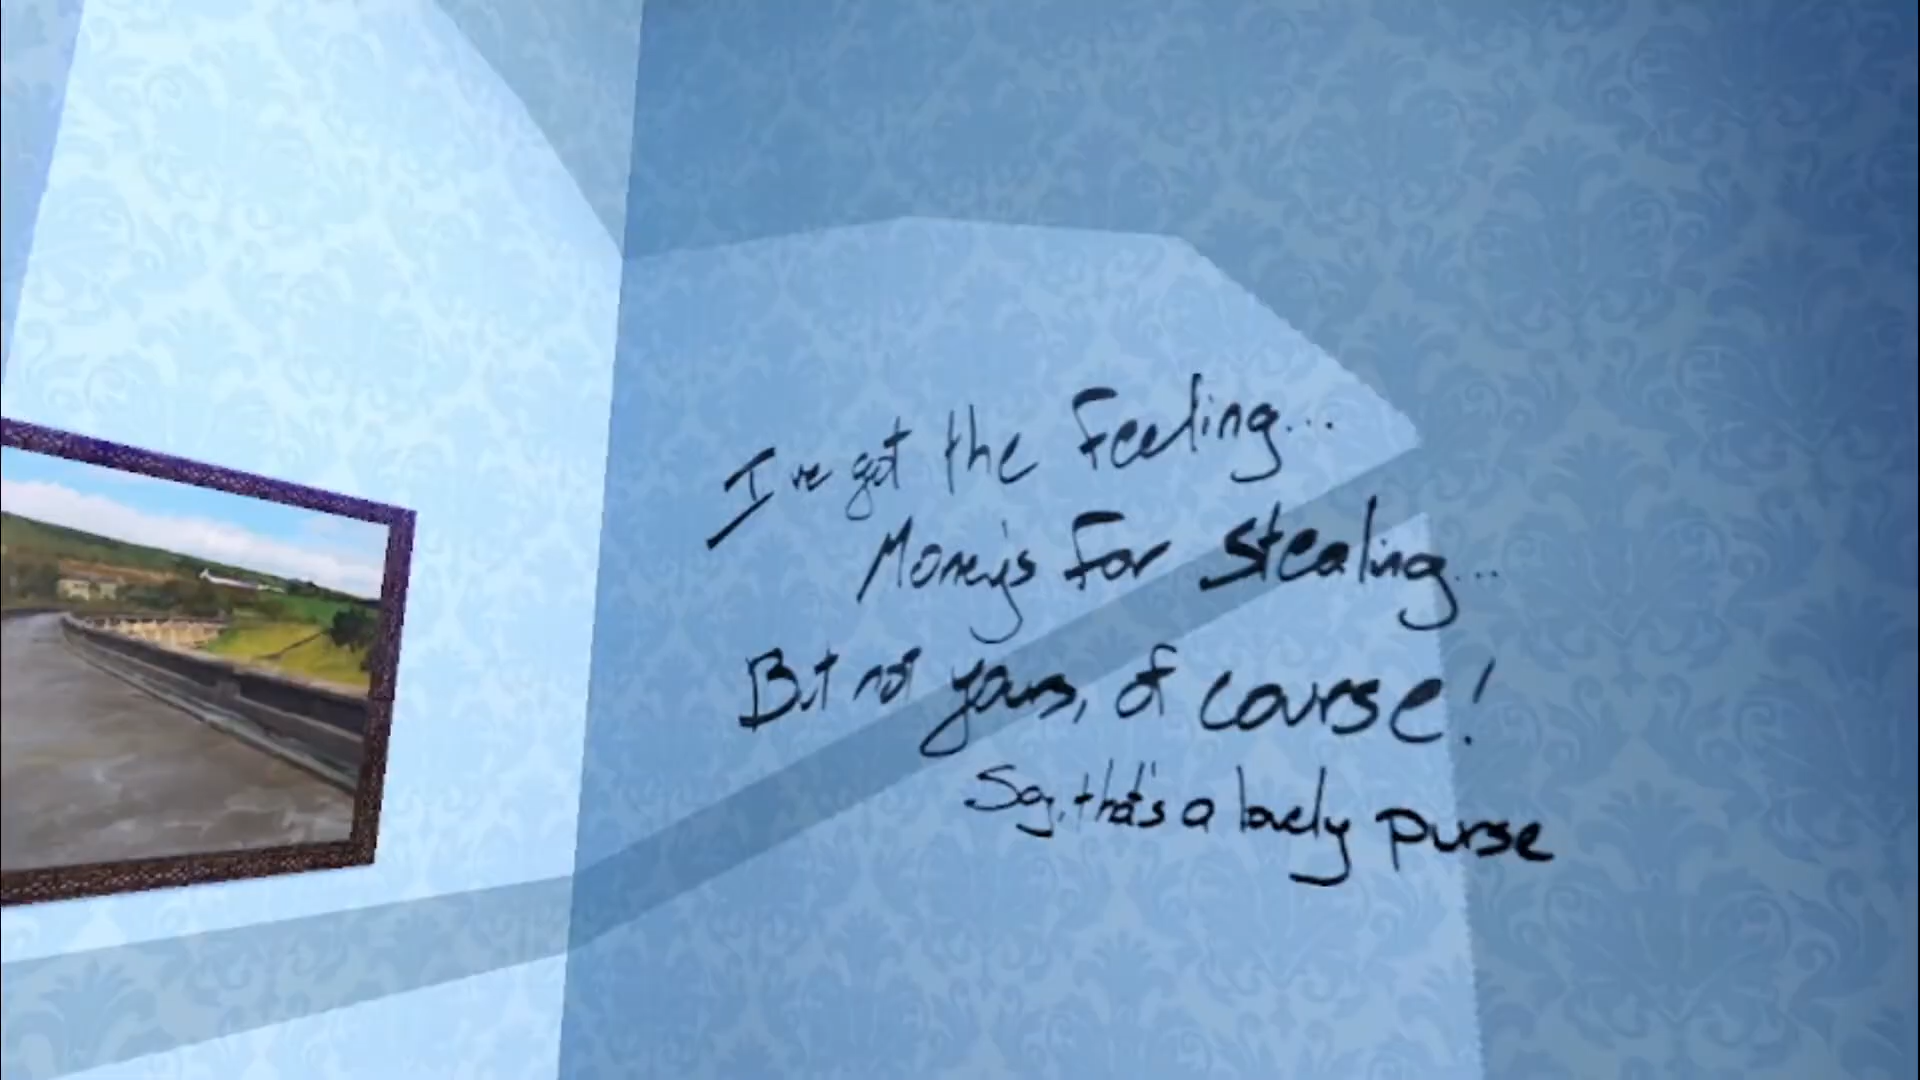 I've got the Feeling...
Money's For Stealing...
But not yours, of course!
Say, that's a lovely purse